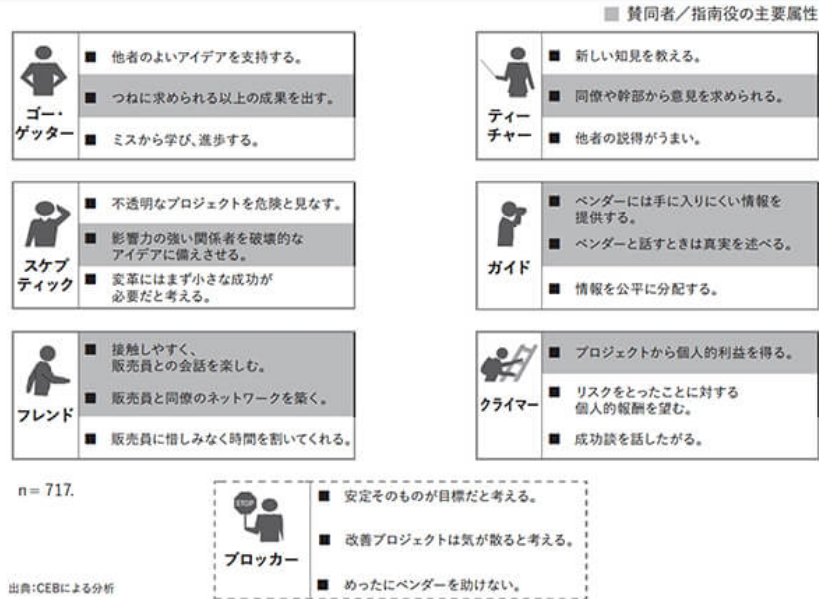 賛同者／指南役の主要属性
ゴー・
ゲッター
■ 他者のよいアイデアを支持する。
■ つねに求められる以上の成果を出す。
■ ミスから学び、進歩する。
ティー
チャー
■ 新しい知見を教える。
■ 同僚や幹部から意見を求められる。
■ 他者の説得がうまい。
スケプ
ティック
■ 不透明なプロジェクトを危険と見なす。
■ 影響力の強い関係者を破壊的な
アイデアに備えさせる。
■ 変革にはまず小さな成功が
必要だと考える。
ガイド
■ ベンダーには手に入りにくい情報を
提供する。
■ ベンダーと話すときは真実を述べる。
■ 情報を公平に分配する。
フレンド
■ 接触しやすく、
販売員との会話を楽しむ。
■ 販売員と同僚のネットワークを築く。
■ 販売員に惜しみなく時間を割いてくれる。
クライマー
■ プロジェクトから個人的利益を得る。
■ リスクをとったことに対する
個人的報酬を望む。
■ 成功談を話したがる。
n＝717.
STOP
ブロッカー
■ 安定そのものが目標だと考える。
■ 改善プロジェクトは気が散ると考える。
■ めったにベンダーを助けない。
出典：CEBによる分析